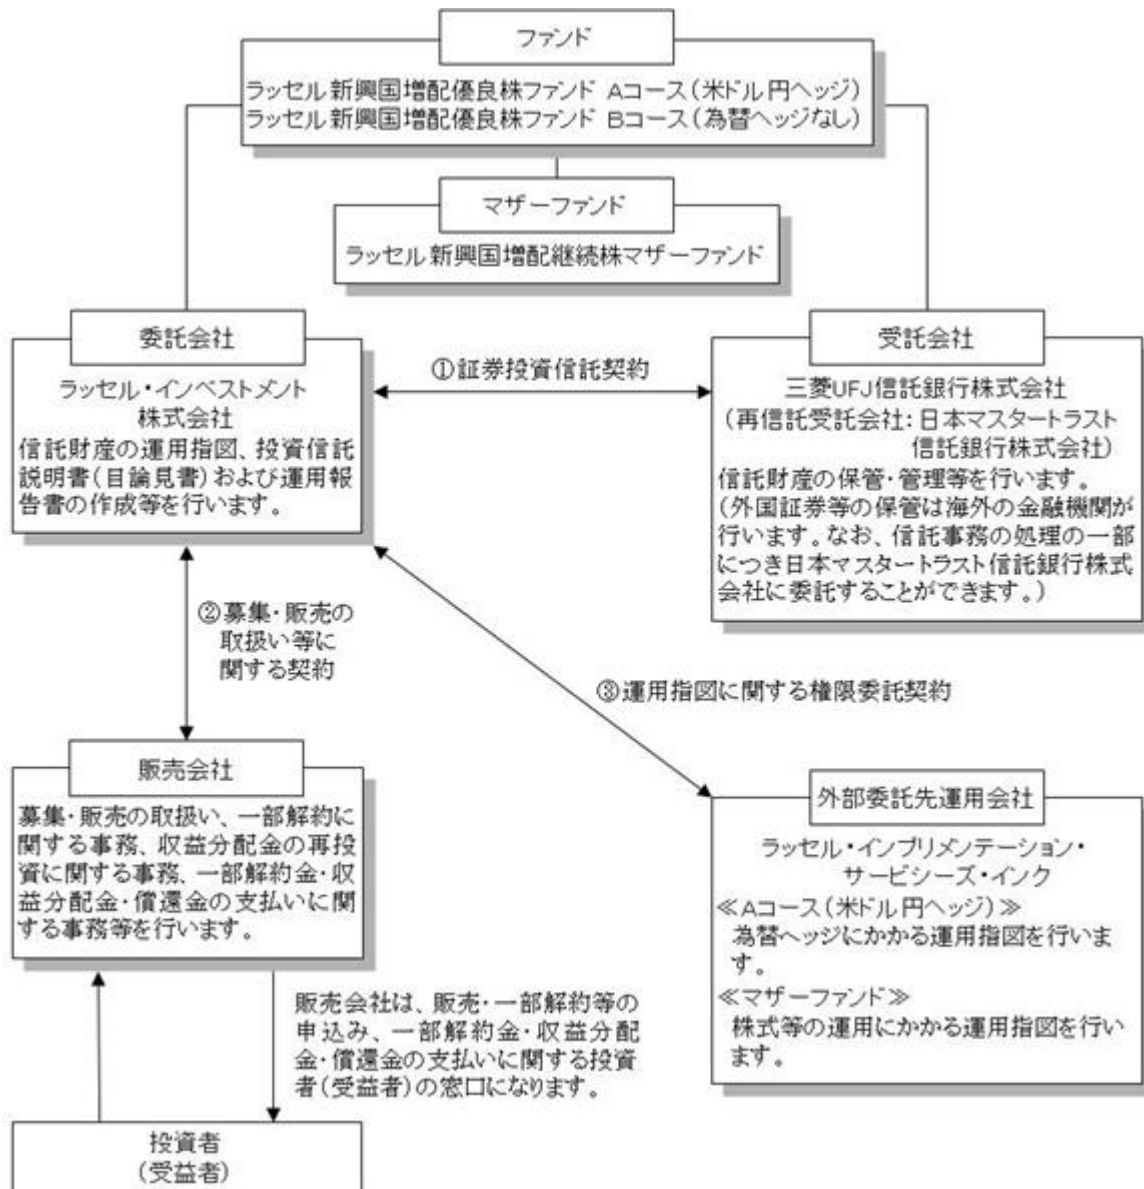 ファンド
ラッセル新興国増配優良株ファンド Aコース(米ドル円ヘッジ)
ラッセル新興国増配優良株ファンド Bコース(為替ヘッジなし)
マザーファンド
ラッセル新興国増配継続株マザーファンド
委託会社
ラッセル・インベストメント
株式会社
信託財産の運用指図、投資信託
説明書(目論見書)および運用報
告書の作成等を行います。
①証券投資信託契約
受託会社
三菱UFJ信託銀行株式会社
(再信託受託会社:日本マスタートラスト
信託銀行株式会社)
信託財産の保管・管理等を行います。
(外国証券等の保管は海外の金融機関が
行います。なお、信託事務の処理の一部
につき日本マスタートラスト信託銀行株式
会社に委託することができます。)
②募集・販売の
取扱い等に
関する契約
③運用指図に関する権限委託契約
販売会社
募集・販売の取扱い、一部解約に
関する事務、収益分配金の再投
資に関する事務、一部解約金・収
益分配金・償還金の支払いに関
する事務等を行います。
外部委託先運用会社
ラッセル・インプリメンテーション・
サービシーズ・インク
≪Aコース(米ドル円ヘッジ)≫
為替ヘッジにかかる運用指図を行いま
す。
≪マザーファンド≫
株式等の運用にかかる運用指図を行い
ます。
販売会社は、販売・一部解約等の
申込み、一部解約金・収益分配
金・償還金の支払いに関する投資
者(受益者)の窓口になります。
投資者
(受益者)